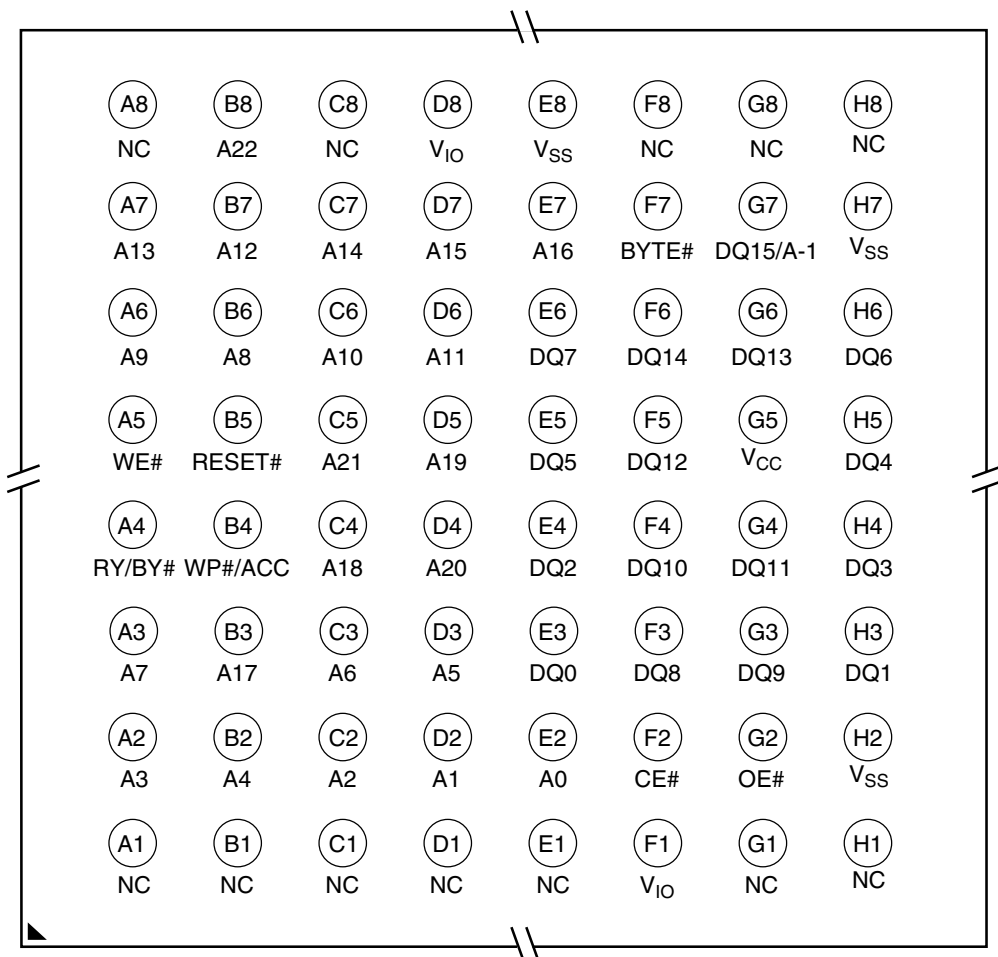 A8 B8 C8 D8 E8 F8 G8 H8
NC A22 NC VIO VSS NC NC NC
A7 B7 C7 D7 E7 F7 G7 H7
A13 A12 A14 A15 A16 BYTE# DQ15/A-1 VSS
A6 B6 C6 D6 E6 F6 G6 H6
A9 A8 A10 A11 DQ7 DQ14 DQ13 DQ6
A5 B5 C5 D5 E5 F5 G5 H5
WE# RESET# A21 A19 DQ5 DQ12 VCC DQ4
A4 B4 C4 D4 E4 F4 G4 H4
RY/BY# WP#/ACC A18 A20 DQ2 DQ10 DQ11 DQ3
A3 B3 C3 D3 E3 F3 G3 H3
A7 A17 A6 A5 DQ0 DQ8 DQ9 DQ1
A2 B2 C2 D2 E2 F2 G2 H2
A3 A4 A2 A1 A0 CE# OE# VSS
A1 B1 C1 D1 E1 F1 G1 H1
NC NC NC NC NC VIO NC NC